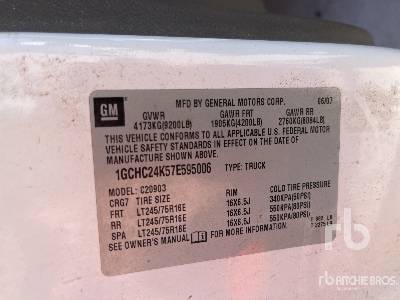 GM
MFD BY GENERAL MOTORS CORP. 06/07
GVWR GAWR FRT GAWR RR
4173KG(9200LB) 1905KG(4200LB) 2760KG(6084LB)
THIS VEHICLE CONFORMS TO ALL APPLICABLE U.S. FEDERAL MOTOR
VEHICLE SAFETY STANDARDS IN EFFECT ON THE DATE OF
MANUFACTURE SHOWN ABOVE.
1GCHC24K57E595006 TYPE: TRUCK
MODEL: C20903
CRG7 TIRE SIZE RIM COLD TIRE PRESSURE
FRT LT245/75R16E 16X6.5J 340KPA(50PSI)
RR LT245/75R16E 16X6.5J 550KPA(80PSI)
SPA LT245/75R16E 16X6.5J 550KPA(80PSI)
SEE OWNER'S MANUAL FOR ADDITIONAL INFORMATION.
rb RITCHIE BROS